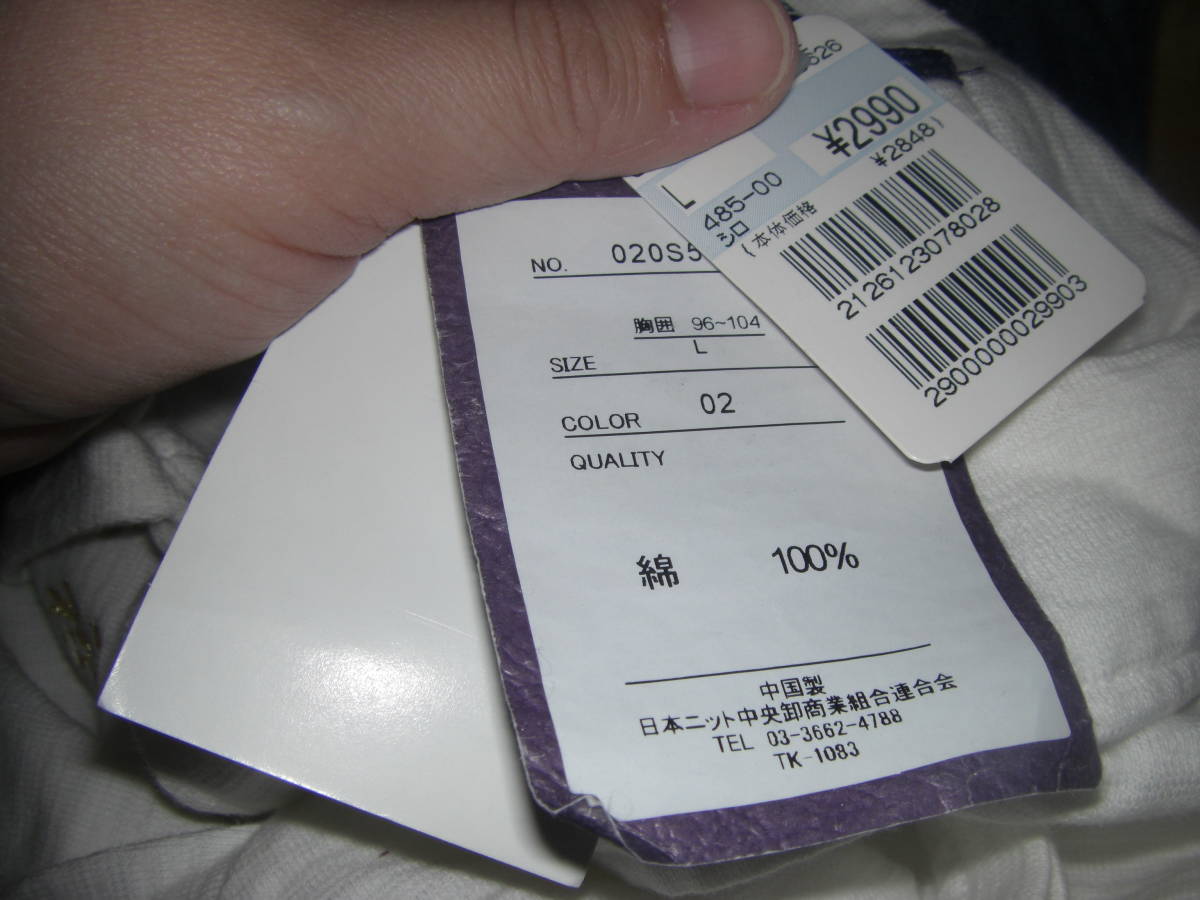 526
¥2990
L
485-00
シロ
¥2848)
(本体価格
2126123078028
2900000029903
NO. 020S5
胸囲 96~104
L
SIZE
COLOR 02
QUALITY
綿 100%
中国製
日本ニット中央卸商業組合連合会
TEL 03-3662-4788
TK-1083